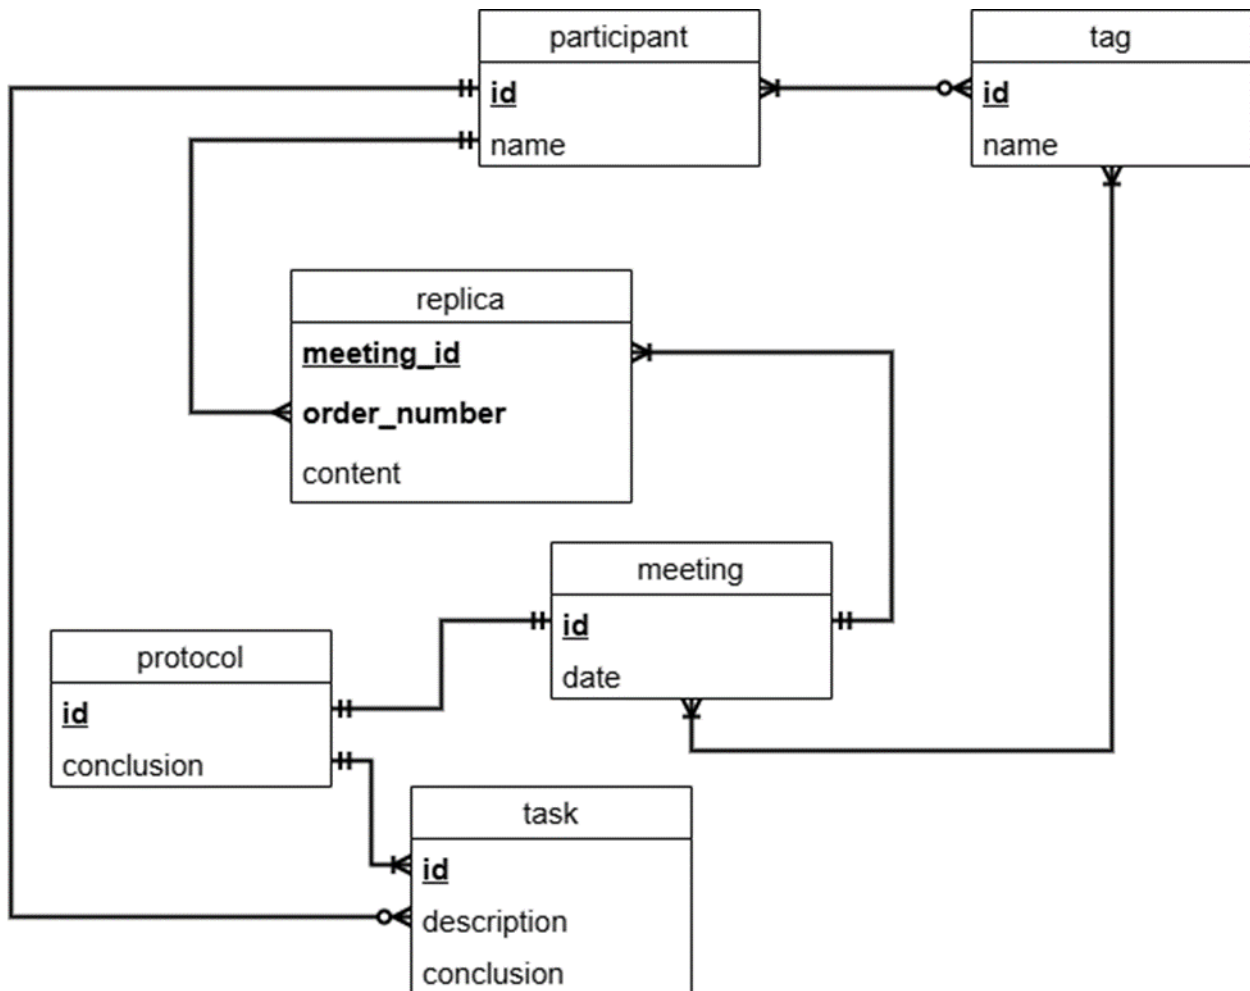 participant
id
name
tag
id
name
replica
meeting_id
order_number
content
meeting
id
date
protocol
id
conclusion
task
id
description
conclusion